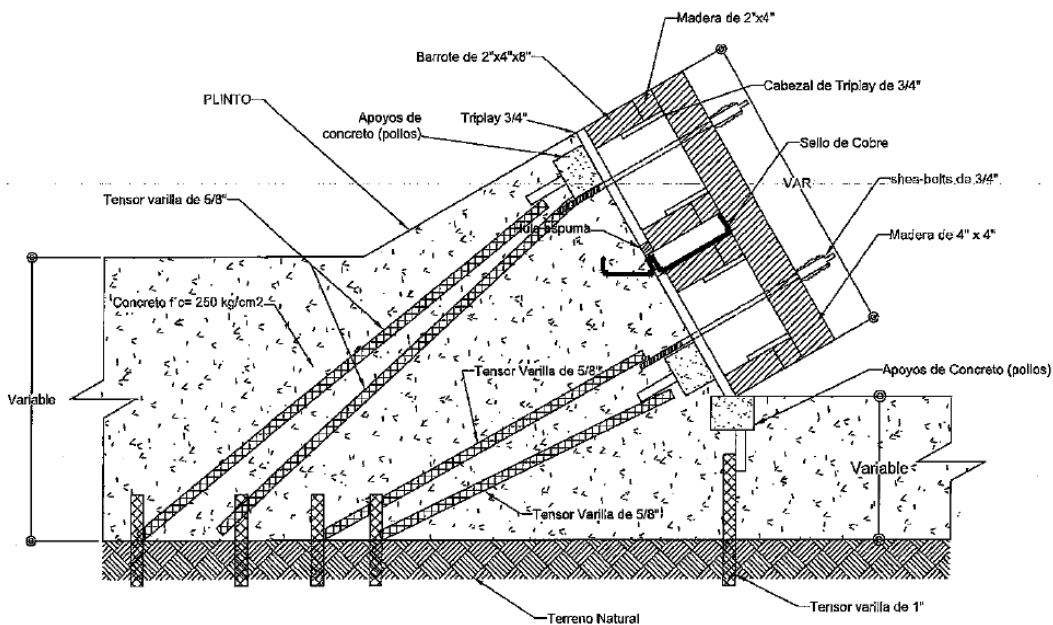 Madera de 2"x4"
Barrote de 2"x4"x8"
Cabezal de Triplay de 3/4"
PLINTO
Triplay 3/4"
Apoyos de
concreto (pollos)
Sello de Cobre
VAR
shes-bolts de 3/4"
Tensor varilla de 5/8"
Hule espuma
Madera de 4" x 4"
Concreto f´c= 250 kg/cm2
Tensor Varilla de 5/8"
Apoyos de Concreto (pollos)
Variable
Variable
Tensor Varilla de 5/8"
Tensor varilla de 1"
Terreno Natural